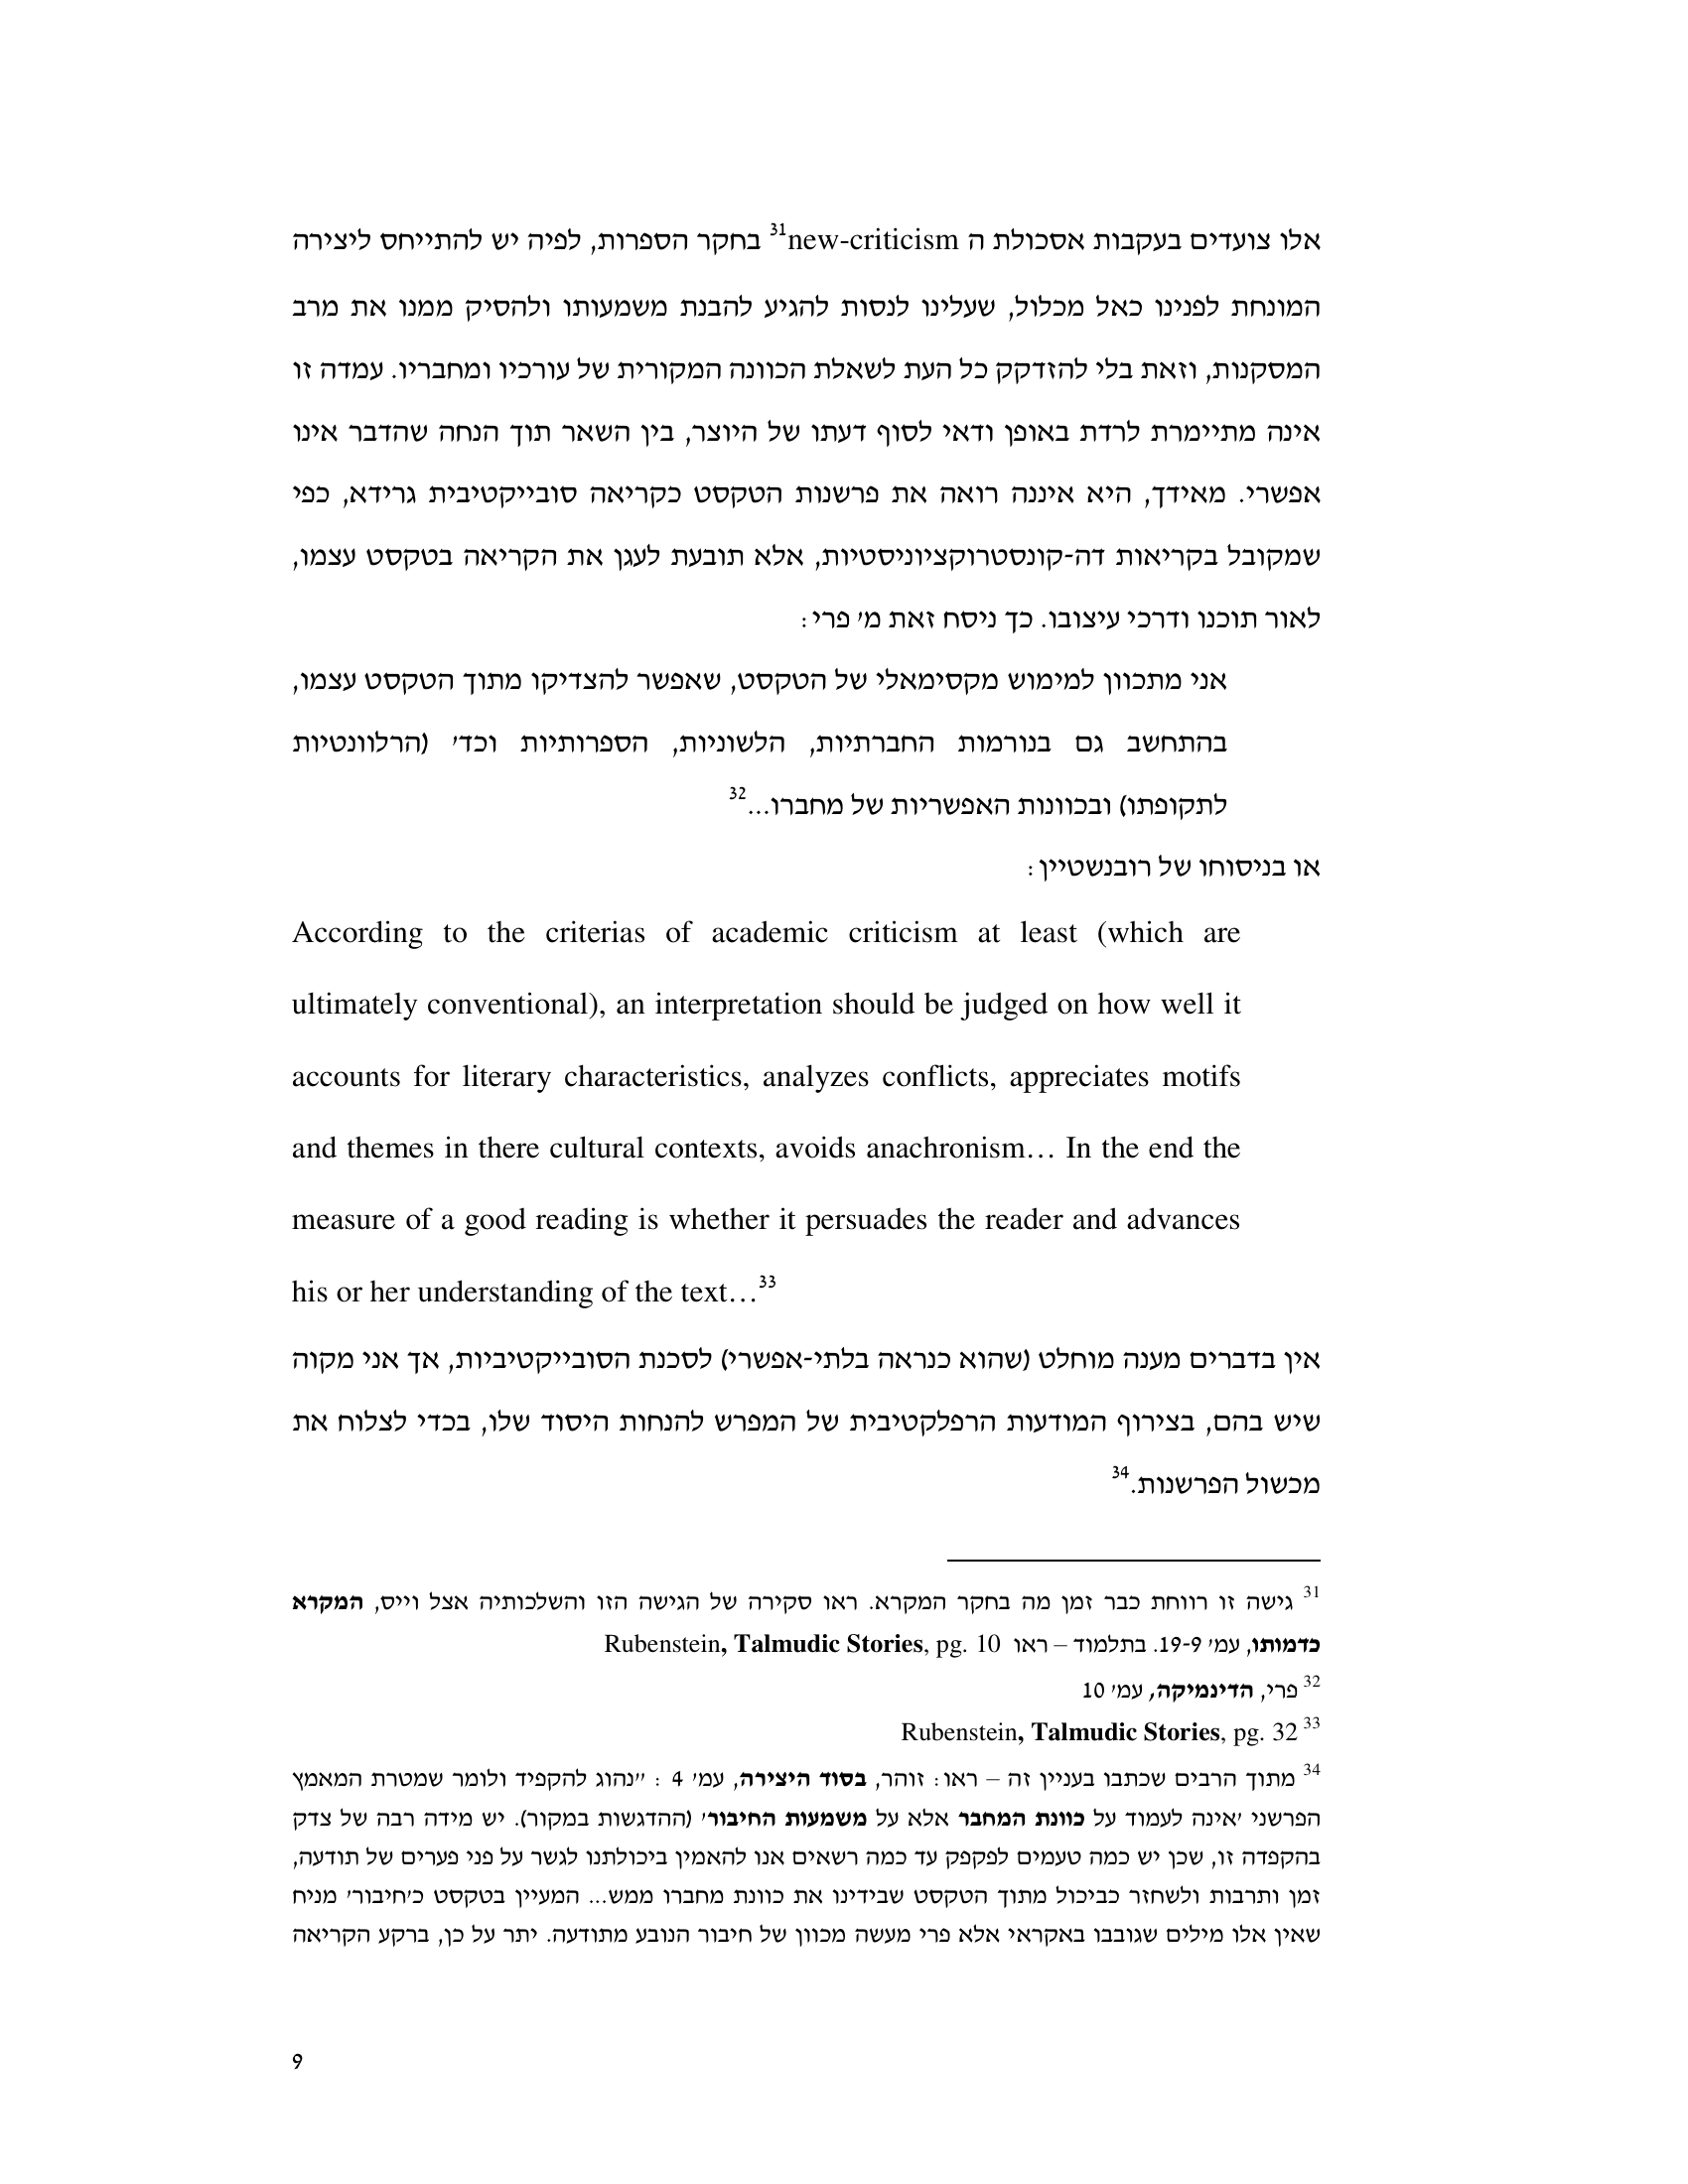 אלו צועדים בעקבות אסכולת ה new-criticism31 בחקר הספרות, לפיה יש להתייחס ליצירה
המונחת לפנינו כאל מכלול, שעלינו לנסות להגיע להבנת משמעותו ולהסיק ממנו את מרב
המסקנות, וזאת בלי להזדקק כל העת לשאלת הכוונה המקורית של עורכיו ומחבריו. עמדה זו
אינה מתיימרת לרדת באופן ודאי לסוף דעתו של היוצר, בין השאר תוך הנחה שהדבר אינו
אפשרי. מאידך, היא איננה רואה את פרשנות הטקסט כקריאה סובייקטיבית גרידא, כפי
שמקובל בקריאות דה-קונסטרוקציוניסטיות, אלא תובעת לעגן את הקריאה בטקסט עצמו,
לאור תוכנו ודרכי עיצובו. כך ניסח זאת מ' פרי:
אני מתכוון למימוש מקסימאלי של הטקסט, שאפשר להצדיקו מתוך הטקסט עצמו,
בהתחשב גם בנורמות החברתיות, הלשוניות, הספרותיות וכד' (הרלוונטיות
לתקופתו) ובכוונות האפשריות של מחברו...32
או בניסוחו של רובנשטיין:
According to the criterias of academic criticism at least (which are
ultimately conventional), an interpretation should be judged on how well it
accounts for literary characteristics, analyzes conflicts, appreciates motifs
and themes in there cultural contexts, avoids anachronism… In the end the
measure of a good reading is whether it persuades the reader and advances
his or her understanding of the text…33
אין בדברים מענה מוחלט (שהוא כנראה בלתי-אפשרי) לסכנת הסובייקטיביות, אך אני מקוה
שיש בהם, בצירוף המודעות הרפלקטיבית של המפרש להנחות היסוד שלו, בכדי לצלוח את
מכשול הפרשנות.34
31 גישה זו רווחת כבר זמן מה בחקר המקרא. ראו סקירה של הגישה הזו והשלכותיה אצל וייס, המקרא
כדמותו, עמ' 19-9. בתלמוד – ראו Rubenstein, Talmudic Stories, pg. 10
32 פרי, הדינמיקה, עמ' 10
33 Rubenstein, Talmudic Stories, pg. 32
34 מתוך הרבים שכתבו בעניין זה – ראו: זוהר, בסוד היצירה, עמ' 4 : "נהוג להקפיד ולומר שמטרת המאמץ
הפרשני 'אינה לעמוד על כוונת המחבר אלא על משמעות החיבור' (ההדגשות במקור). יש מידה רבה של צדק
בהקפדה זו, שכן יש כמה טעמים לפקפק עד כמה רשאים אנו להאמין ביכולתנו לגשר על פני פערים של תודעה,
זמן ותרבות ולשחזר כביכול מתוך הטקסט שבידינו את כוונת מחברו ממש... המעיין בטקסט כ'חיבור' מניח
שאין אלו מילים שגובבו באקראי אלא פרי מעשה מכוון של חיבור הנובע מתודעה. יתר על כן, ברקע הקריאה
9